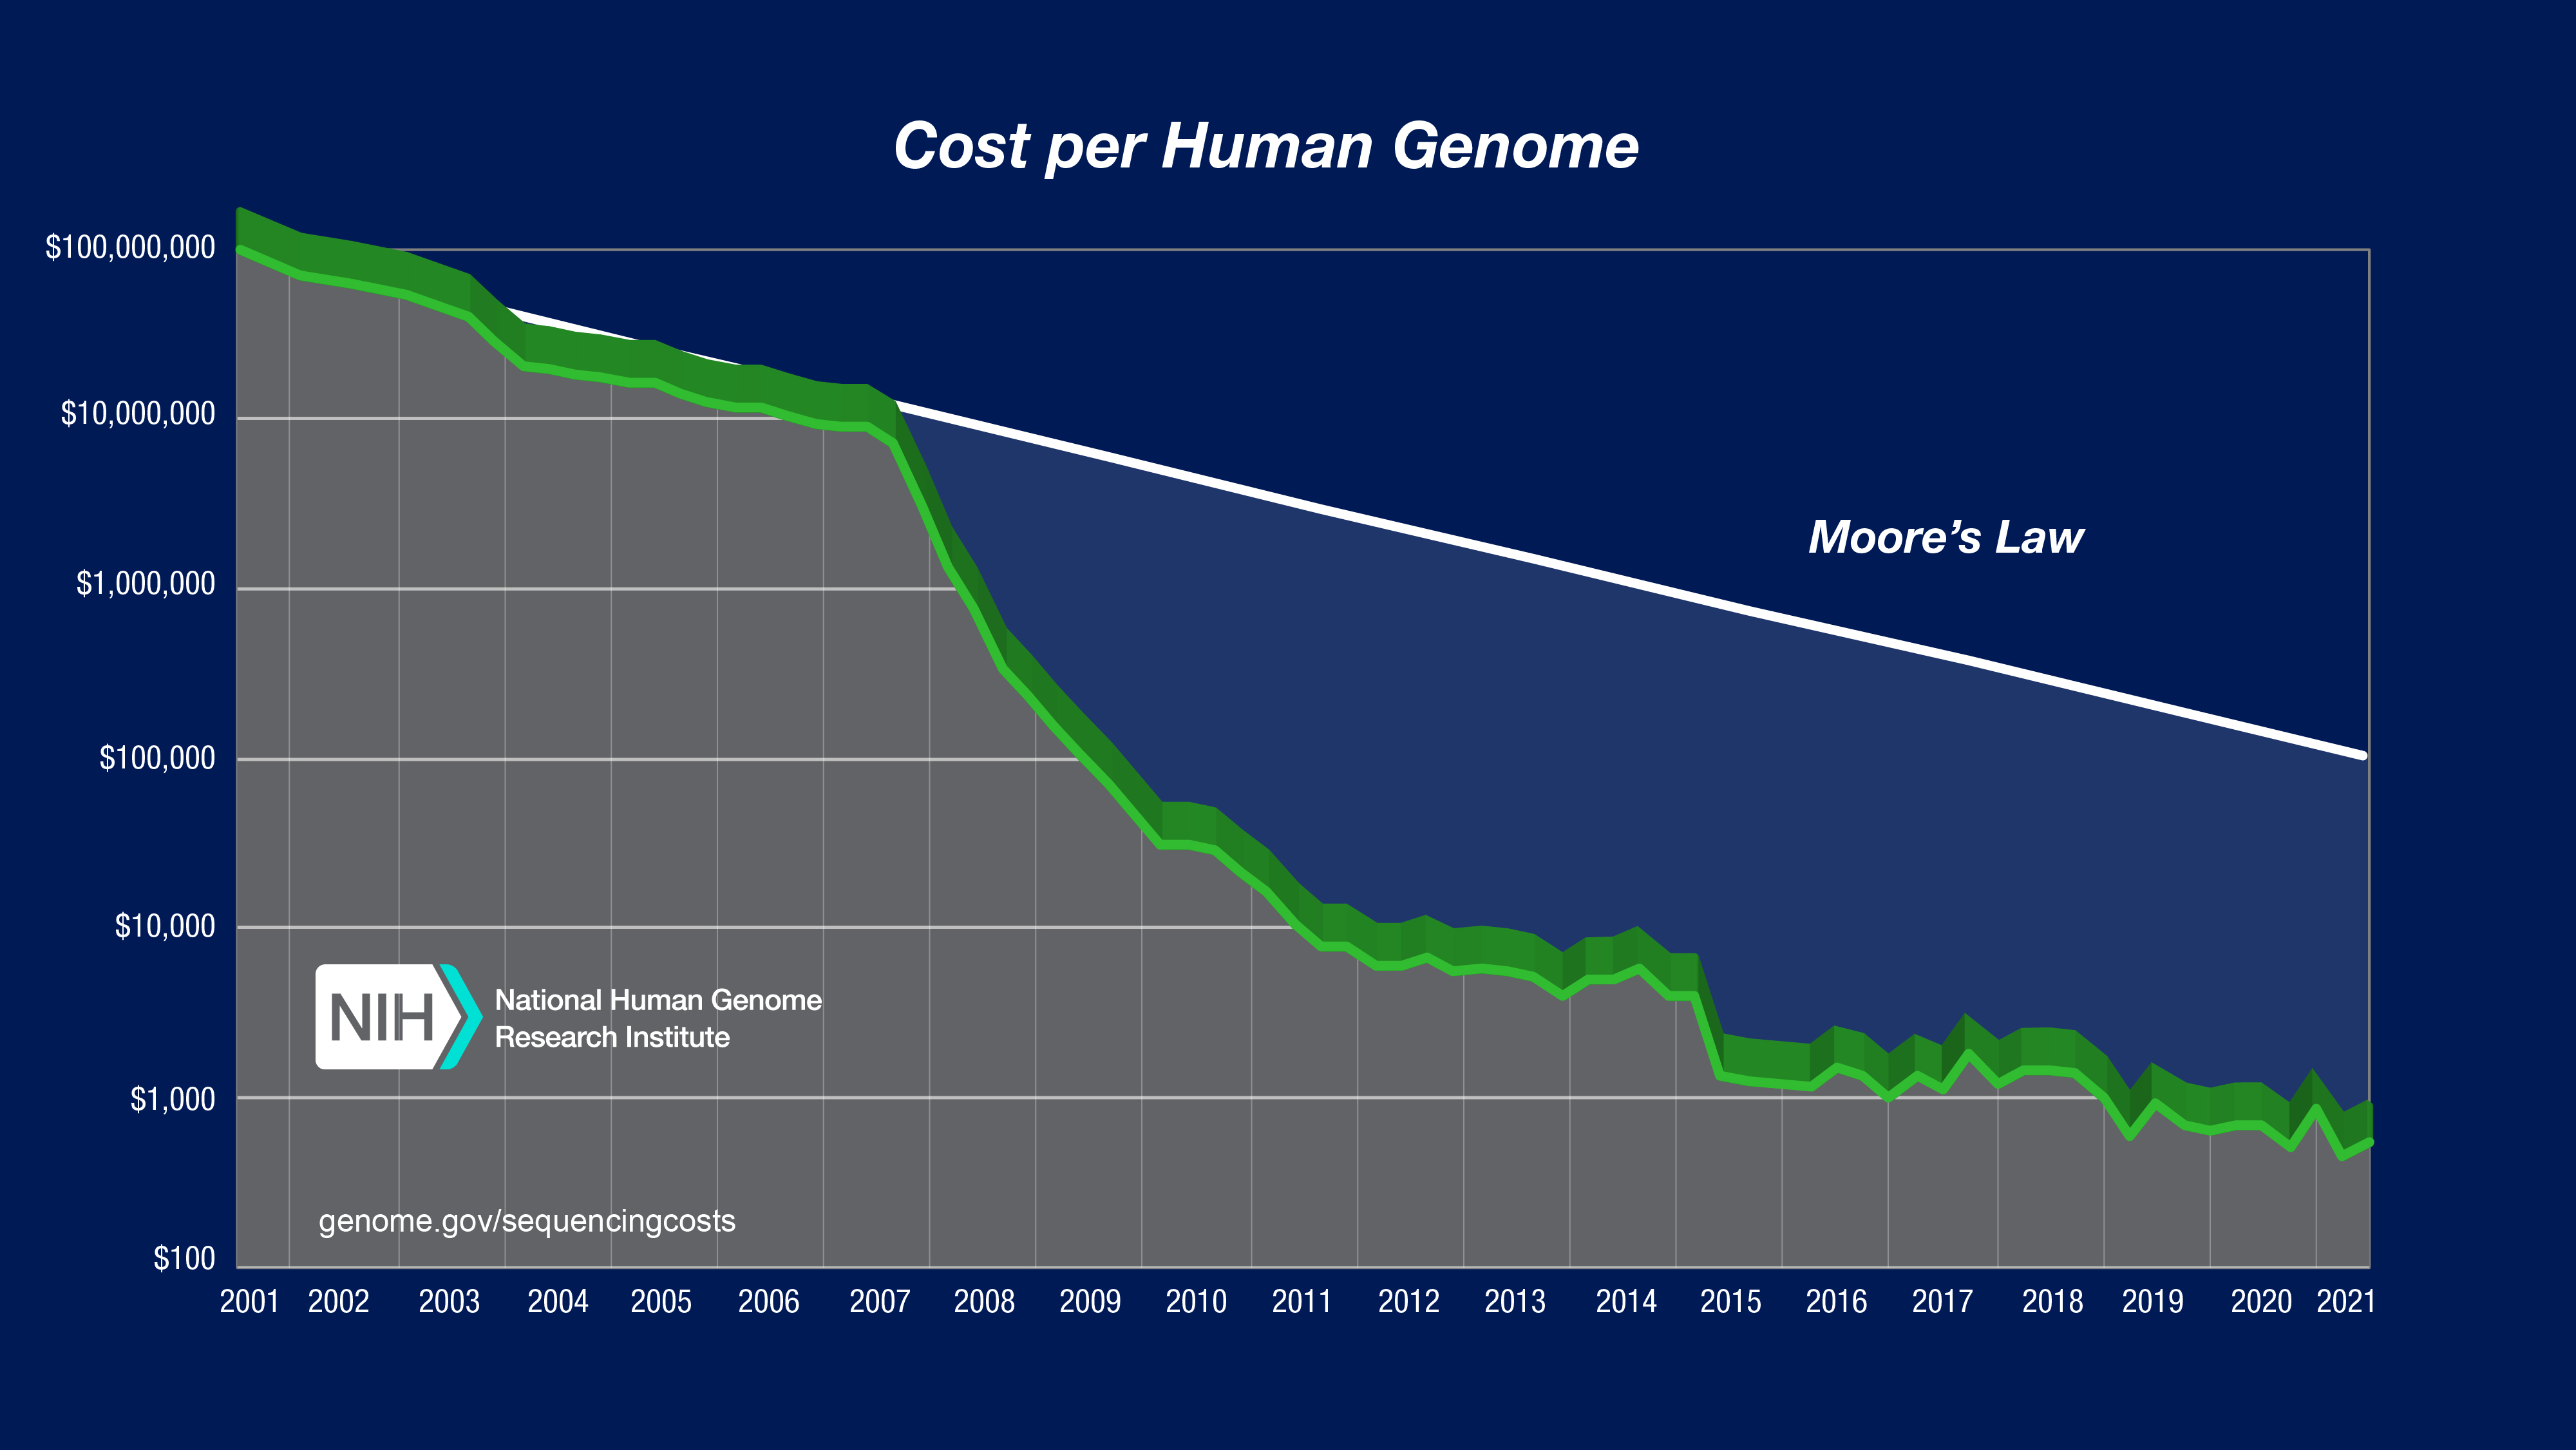 Cost per Human Genome
$100,000,000
$10,000,000
$1,000,000
$100,000
$10,000
$1,000
$100
Moore’s Law
NIH
National Human Genome
Research Institute
genome.gov/sequencingcosts
2001 2002 2003 2004 2005 2006 2007 2008 2009 2010 2011 2012 2013 2014 2015 2016 2017 2018 2019 2020 2021